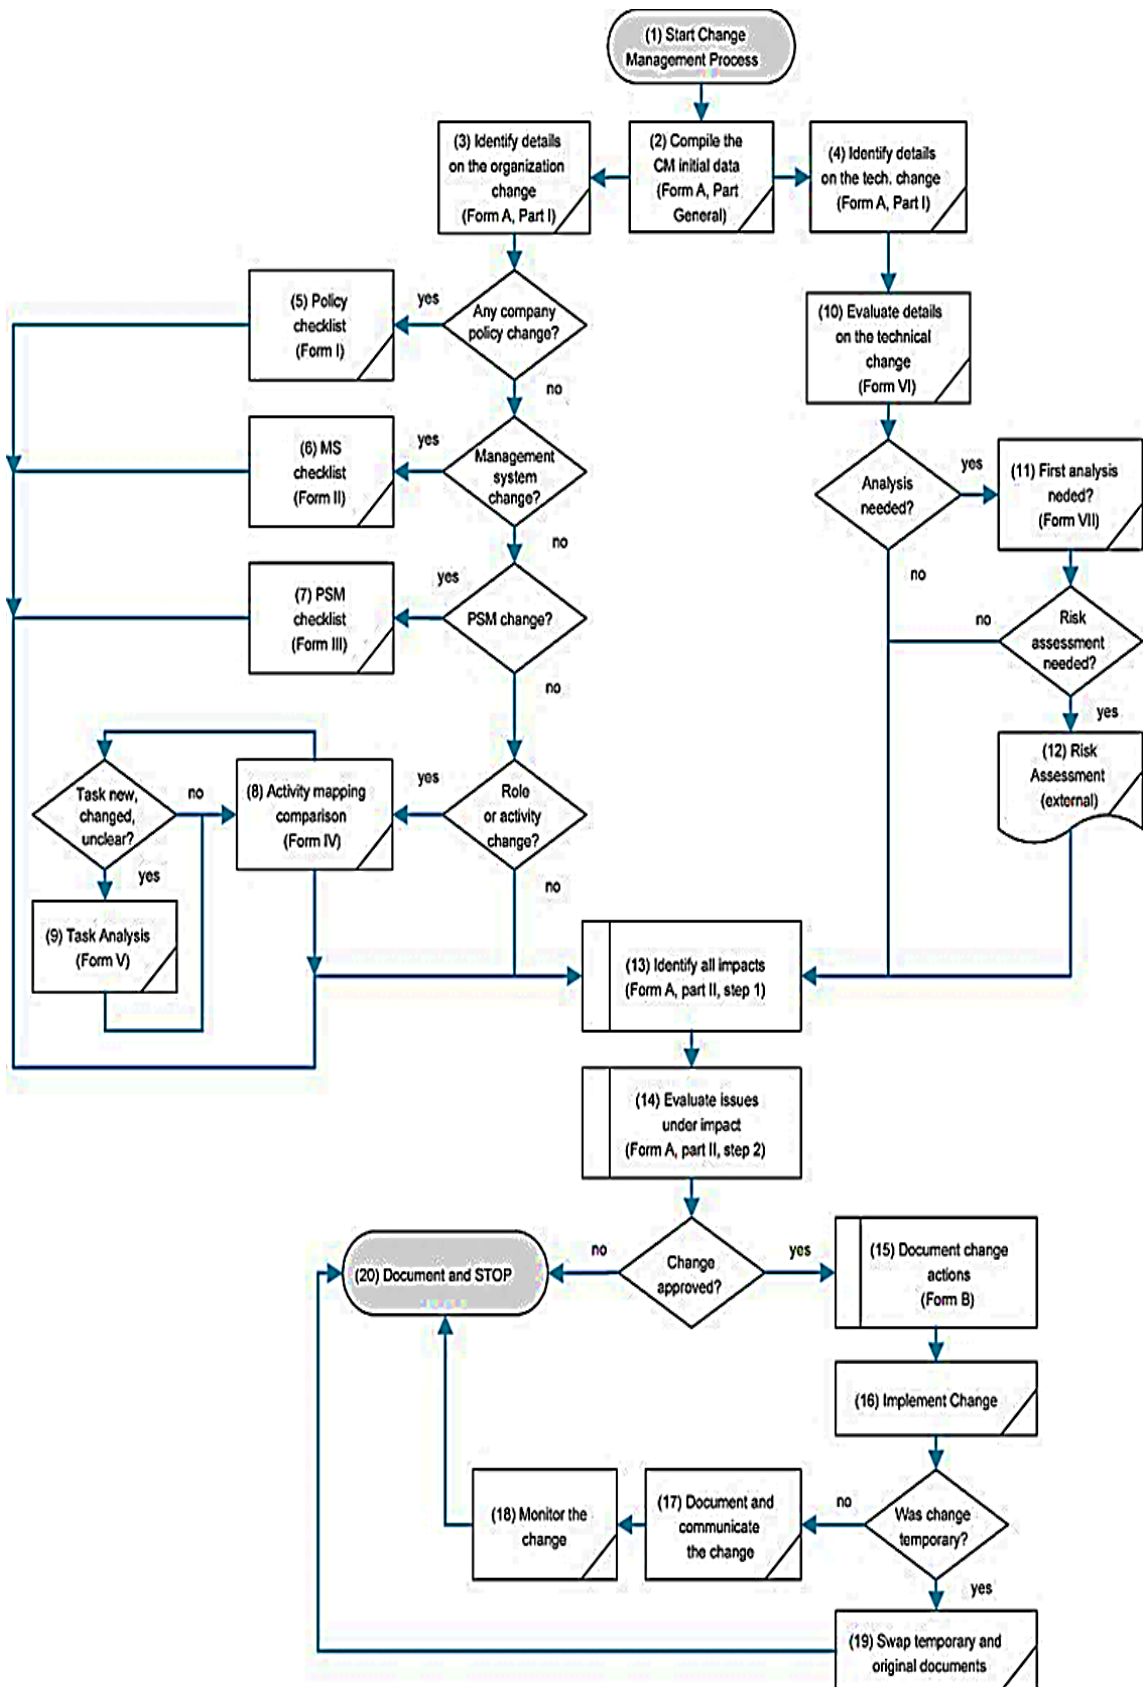 (1) Start Change
Management Process
(3) Identify details
on the organization
change
(Form A, Part I)
(2) Compile the
CM initial data
(Form A, Part
General)
(4) Identify details
on the tech. change
(Form A, Part I)
(5) Policy
checklist
(Form I)
yes
Any company
policy change?
no
(10) Evaluate details
on the technical
change
(Form VI)
(6) MS
checklist
(Form II)
yes
Management
system
change?
no
Analysis
needed?
yes
no
(11) First analysis
neded?
(Form VII)
(7) PSM
checklist
(Form III)
yes
PSM change?
no
no
Risk
assessment
needed?
yes
Task new,
changed,
unclear?
no
yes
(8) Activity mapping
comparison
(Form IV)
yes
Role
or activity
change?
no
(12) Risk
Assessment
(external)
(9) Task Analysis
(Form V)
(13) Identify all impacts
(Form A, part II, step 1)
(14) Evaluate issues
under impact
(Form A, part II, step 2)
(20) Document and STOP
no
Change
approved?
yes
(15) Document change
actions
(Form B)
(16) Implement Change
(18) Monitor the
change
(17) Document and
communicate
the change
no
Was change
temporary?
yes
(19) Swap temporary and
original documents